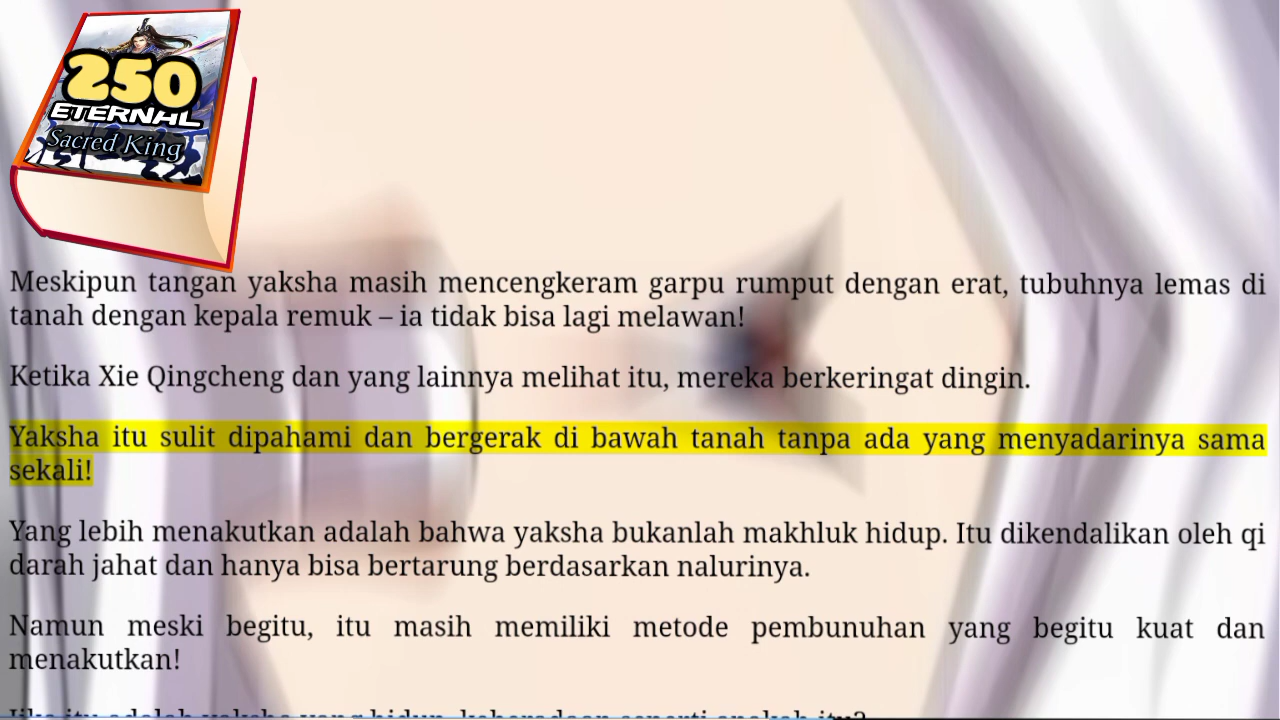 250
ETERNAL
Sacred King
Meskipun tangan yaksha masih mencengkeram garpu rumput dengan erat, tubuhnya lemas di
tanah dengan kepala remuk – ia tidak bisa lagi melawan!
Ketika Xie Qingcheng dan yang lainnya melihat itu, mereka berkeringat dingin.
Yaksha itu sulit dipahami dan bergerak di bawah tanah tanpa ada yang menyadarinya sama
sekali!
Yang lebih menakutkan adalah bahwa yaksha bukanlah makhluk hidup. Itu dikendalikan oleh qi
darah jahat dan hanya bisa bertarung berdasarkan nalurinya.
Namun meski begitu, itu masih memiliki metode pembunuhan yang begitu kuat dan
menakutkan!